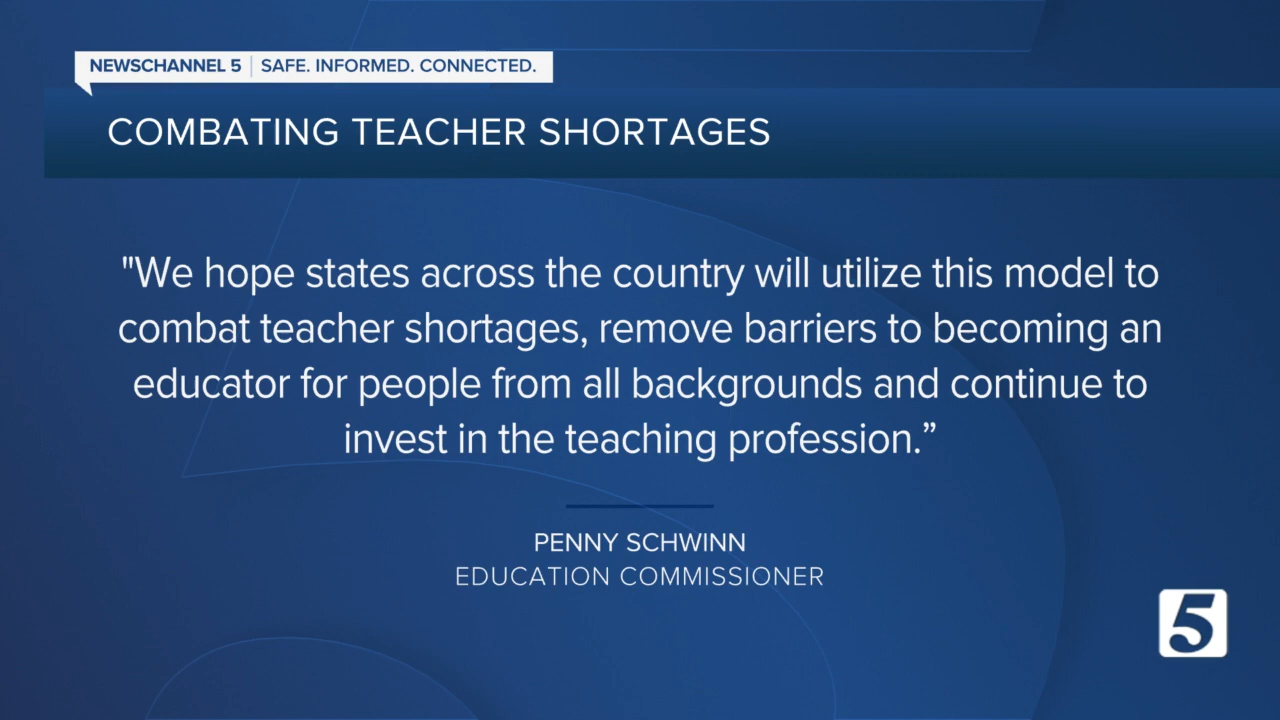 NEWSCHANNEL 5 | SAFE. INFORMED. CONNECTED.
COMBATING TEACHER SHORTAGES
"We hope states across the country will utilize this model to
combat teacher shortages, remove barriers to becoming an
educator for people from all backgrounds and continue to
invest in the teaching profession.”
PENNY SCHWINN
EDUCATION COMMISSIONER
5